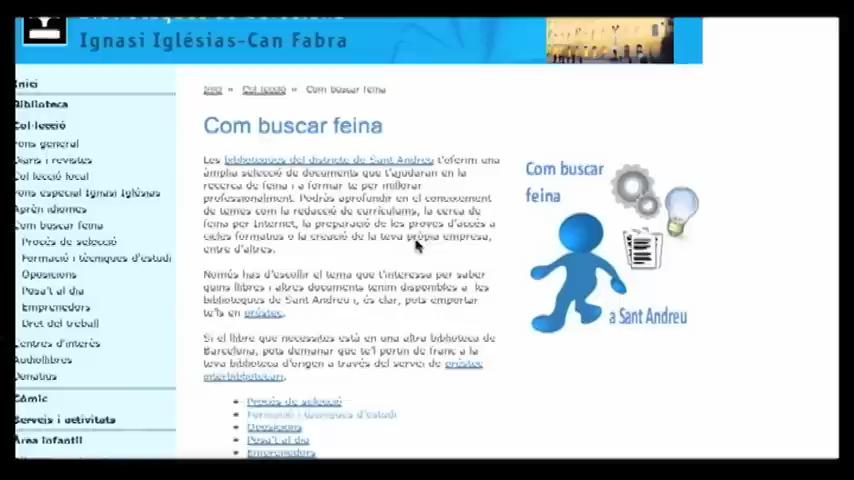 Ignasi Iglésias-Can Fabra
Inici » Col·lecció » Com buscar feina
Com buscar feina
Les biblioteques del districte de Sant Andreu t'oferim una
àmplia selecció de documents que t'ajudaran en la
recerca de feina i a formar-te per millorar
professionalment. Podràs aprofundir en el coneixement
de temes com la redacció de currículums, la cerca de
feina per Internet, la preparació de les proves d'accés a
cicles formatius o la creació de la teva pròpia empresa,
entre d'altres.
Només has d'escollir el tema que t'interessa per saber
quins llibres i altres documents tenim disponibles a les
biblioteques de Sant Andreu i, és clar, pots emportar
te'ls en préstec.
Si el llibre que necessites està en una altra biblioteca de
Barcelona, pots demanar que te'l portin de franc a la
teva biblioteca d'origen a través del servei de préstec
interbibliotecari.
Procés de selecció
Formació i tècniques d'estudi
Oposicions
Posa't al dia
Emprenedors
Com buscar
feina
a Sant Andreu
Inici
Biblioteca
Col·lecció
Fons general
Diaris i revistes
Col·lecció local
Fons especial Ignasi Iglésias
Aprèn idiomes
Com buscar feina
Procés de selecció
Formació i tècniques d'estudi
Oposicions
Posa't al dia
Emprenedors
Dret del treball
Centres d'interès
Audiollibres
Donatius
Còmic
Serveis i activitats
Àrea infantil